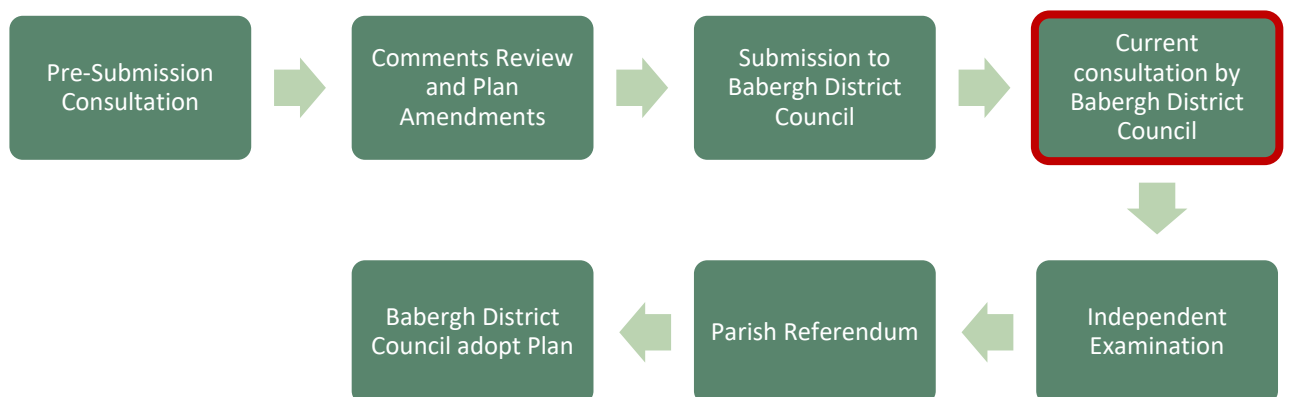 Pre-Submission
Consultation
Comments Review
and Plan
Amendments
Submission to
Babergh District
Council
Current
consultation by
Babergh District
Council
Independent
Examination
Parish Referendum
Babergh District
Council adopt Plan